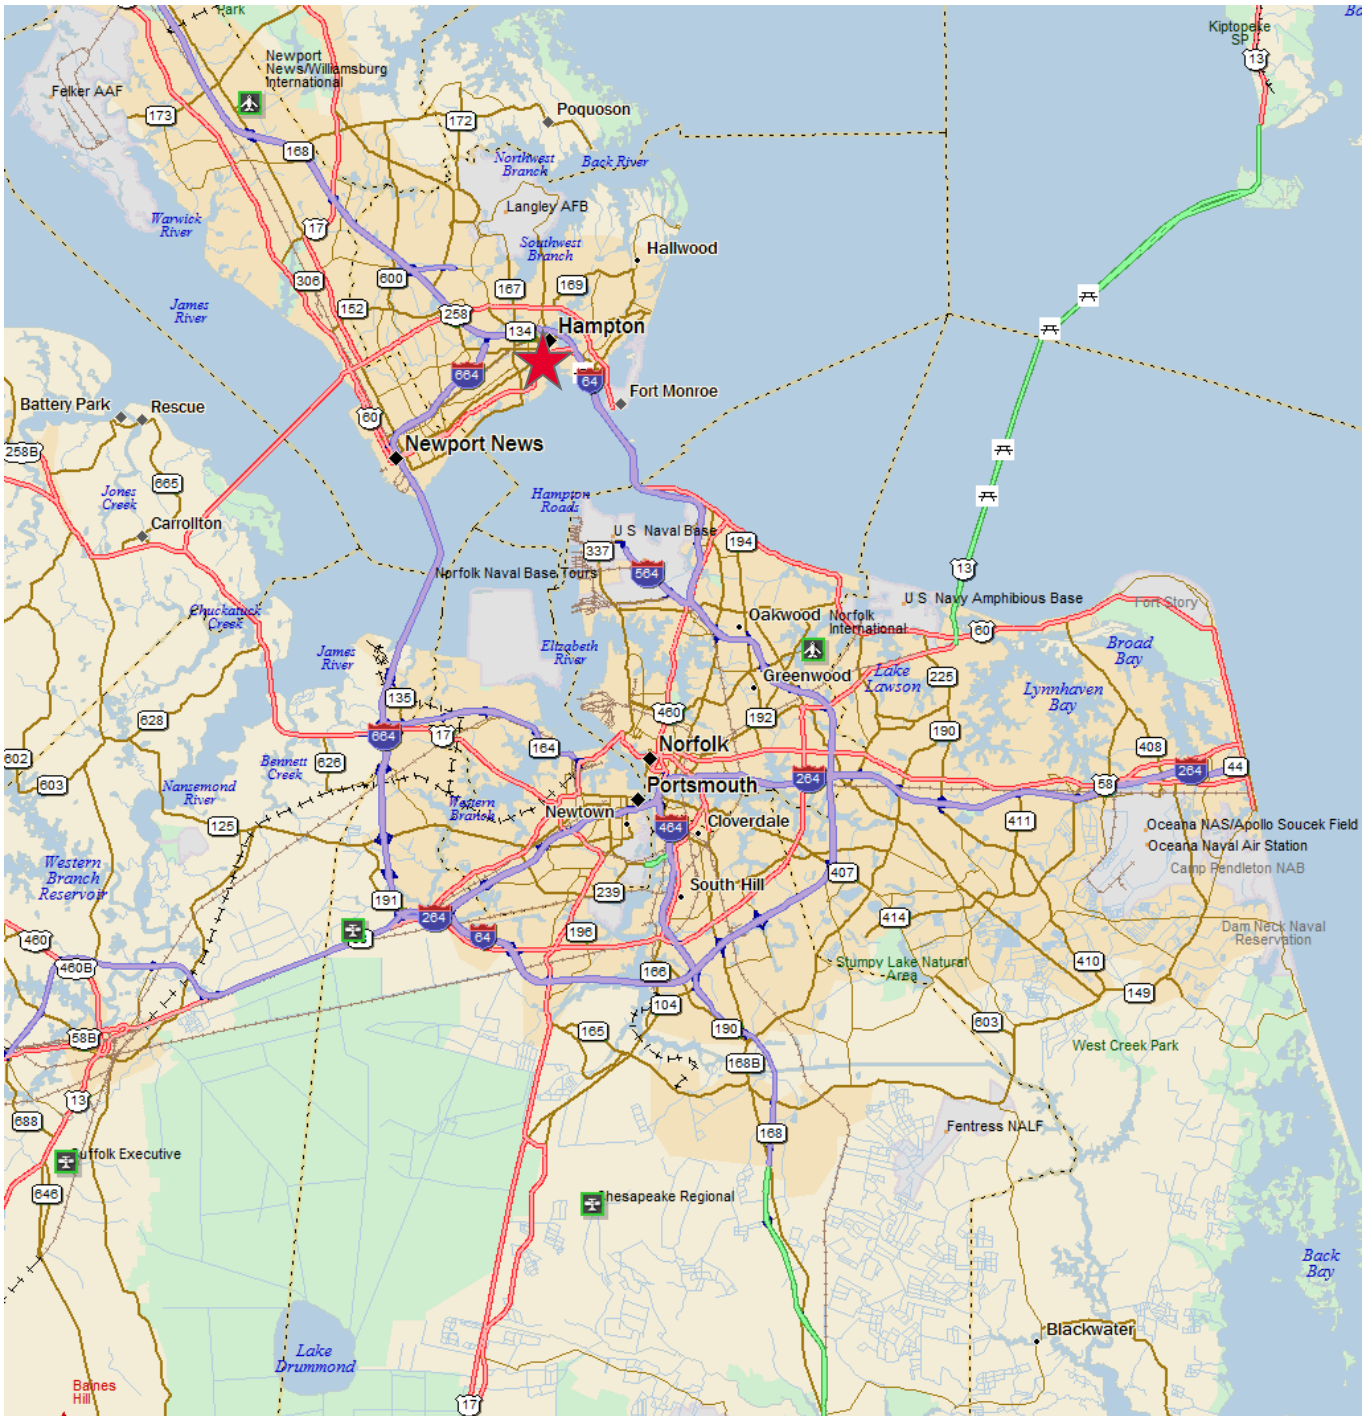 Park
Kiptopeke
SP
13
Newport
News/Williamsburg
International
Felker AAF
173
168
172
Poquoson
Northwest
Branch
Back River
Langley AFB
Warwick
River
17
Southwest
Branch
Hallwood
306
600
167
169
James
River
152
258
134
Hampton
664
64
Fort Monroe
Battery Park
Rescue
60
Newport News
258B
665
Jones
Creek
Carrollton
Hampton
Roads
U S Naval Base
337
194
Norfolk Naval Base Tours
564
13
U S Navy Amphibious Base
Fort Story
Chuckatuck
Creek
Oakwood
Norfolk
International
60
James
River
Elizabeth
River
Broad
Bay
Greenwood
Lake
Lawson
225
Lynnhaven
Bay
135
628
460
192
190
664
17
164
Norfolk
408
602
603
626
Bennett
Creek
264
264
44
58
Nansemond
River
Portsmouth
Western
Branch
Newtown
125
464
Cloverdale
411
Oceana NAS/Apollo Soucek Field
Oceana Naval Air Station
Camp Pendleton NAB
Western
Branch
Reservoir
407
South Hill
191
239
264
414
460
64
196
Dam Neck Naval
Reservation
460B
166
Stumpy Lake Natural
Area
410
149
104
58B
165
190
603
168B
West Creek Park
13
688
168
Fentress NALF
Suffolk Executive
646
Chesapeake Regional
Back
Bay
Blackwater
Lake
Drummond
Baines
Hill
17